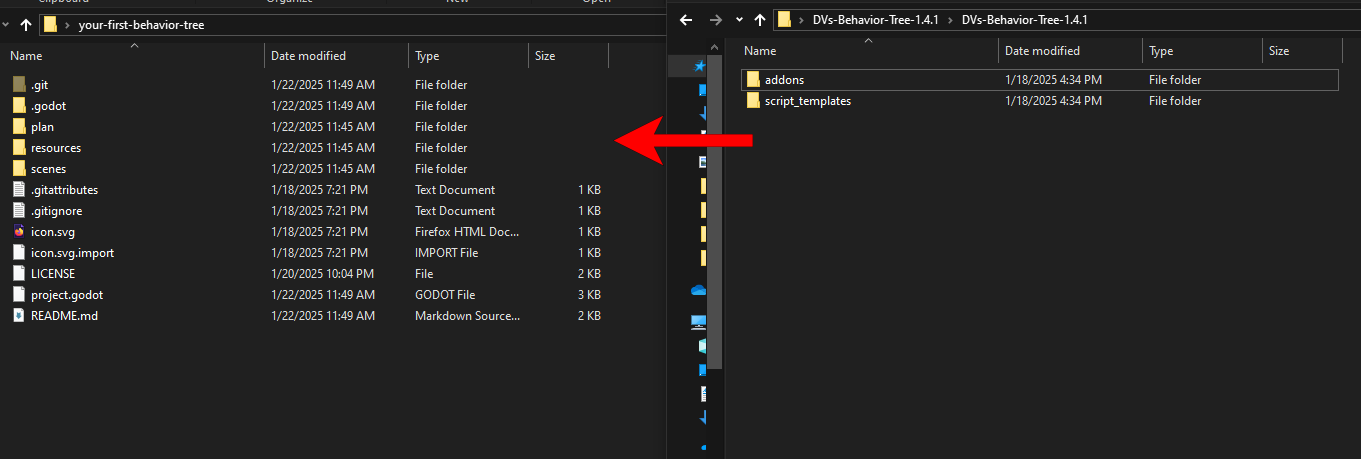 Clipboard Organize New Open
your-first-behavior-tree
Name Date modified Type Size
.git 1/22/2025 11:49 AM File folder
.godot 1/22/2025 11:49 AM File folder
plan 1/22/2025 11:45 AM File folder
resources 1/22/2025 11:45 AM File folder
scenes 1/22/2025 11:45 AM File folder
.gitattributes 1/18/2025 7:21 PM Text Document 1 KB
.gitignore 1/18/2025 7:21 PM Text Document 1 KB
icon.svg 1/18/2025 7:21 PM Firefox HTML Doc... 1 KB
icon.svg.import 1/18/2025 7:21 PM IMPORT File 1 KB
LICENSE 1/20/2025 10:04 PM File 2 KB
project.godot 1/22/2025 11:49 AM GODOT File 3 KB
README.md 1/22/2025 11:49 AM Markdown Source... 2 KB
DVs-Behavior-Tree-1.4.1 > DVs-Behavior-Tree-1.4.1
Name Date modified Type Size
addons 1/18/2025 4:34 PM File folder
script_templates 1/18/2025 4:34 PM File folder